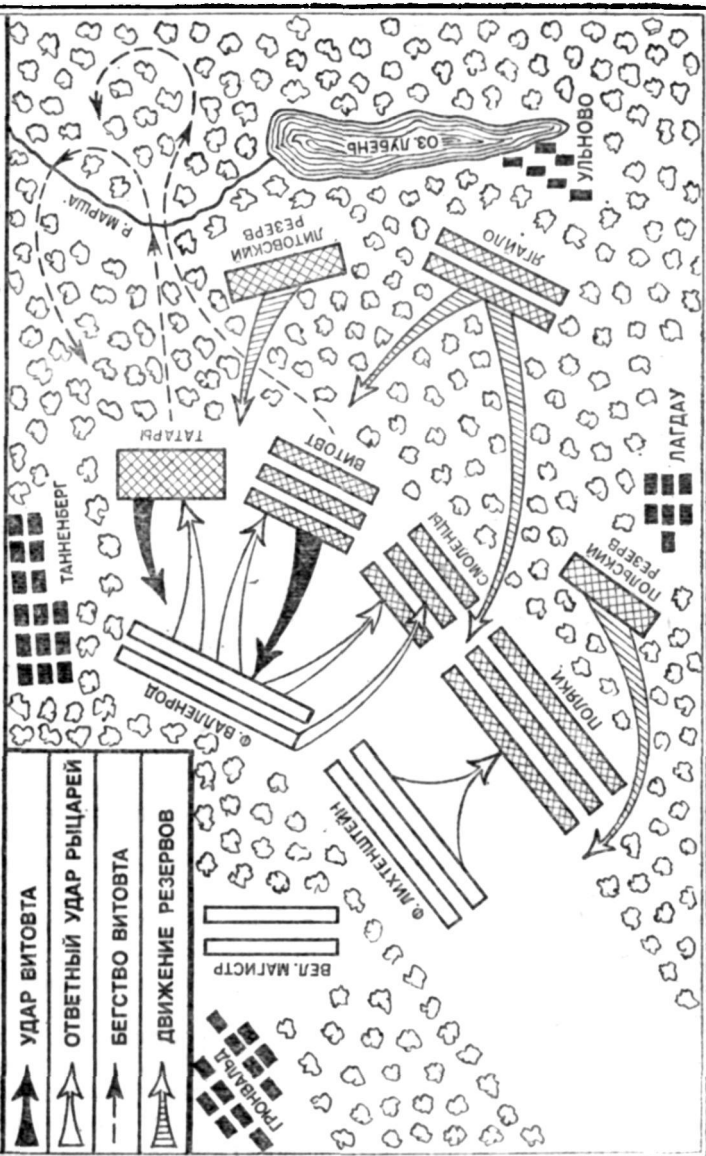 УДАР ВИТОВТА
ОТВЕТНЫЙ УДАР РЫЦАРЕЙ
БЕГСТВО ВИТОВТА
ДВИЖЕНИЕ РЕЗЕРВОВ
ОЗ. ЛУБЕНЬ
УЛЬНОВО
Р. МАРША
ЛИТОВСКИЙ
РЕЗЕРВ
ЯГАЙЛО
ТАТАРЫ
ВИТОВТ
ТАННЕНБЕРГ
СМОЛЕНЦЫ
ЛАГДАУ
ПОЛЬСКИЙ
РЕЗЕРВ
Ф. ВАЛЛЕНРОД
ПОЛЯКИ
Ф. ЛИХТЕНШТЕЙН
ВЕЛ. МАГИСТР
ГРЮНВАЛЬД